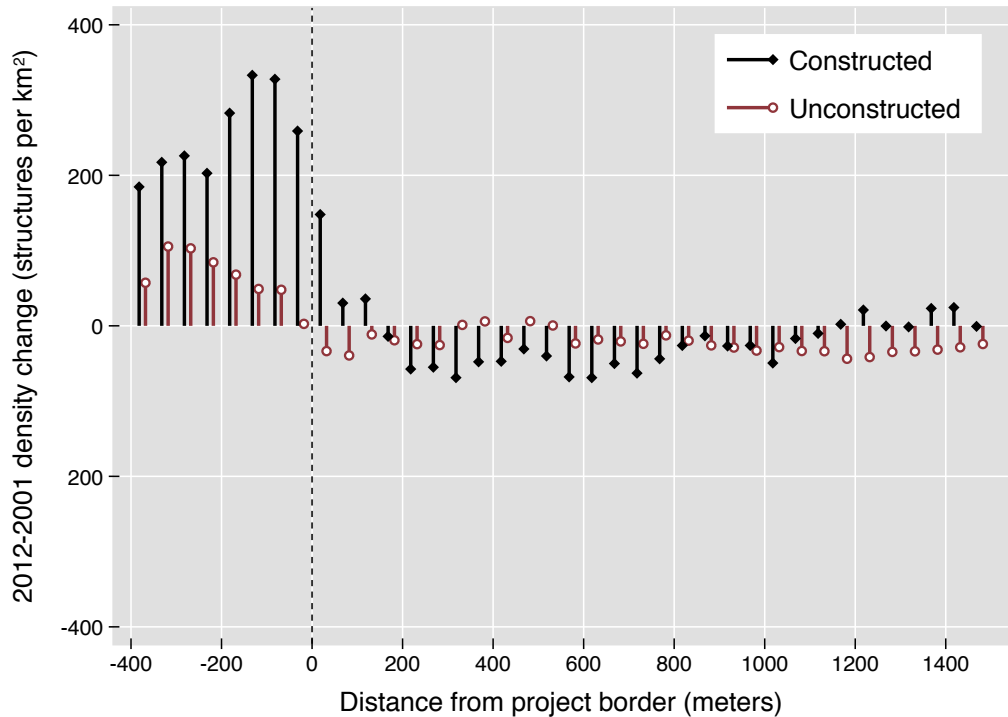 2012-2001 density change (structures per km²)
400
200
0
200
-400
Constructed
Unconstructed
-400 -200 0 200 400 600 800 1000 1200 1400
Distance from project border (meters)